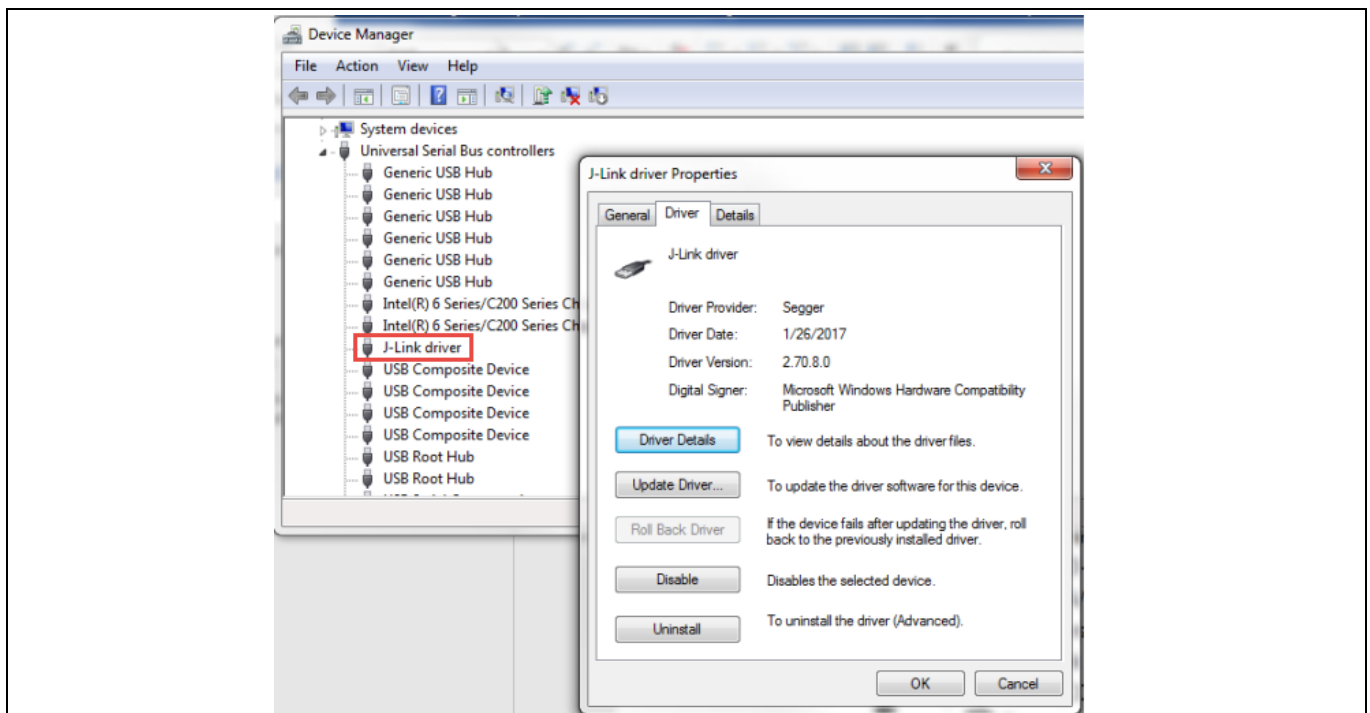 Device Manager
File Action View Help
System devices
Universal Serial Bus controllers
Generic USB Hub
Generic USB Hub
Generic USB Hub
Generic USB Hub
Generic USB Hub
Generic USB Hub
Intel(R) 6 Series/C200 Series Ch
Intel(R) 6 Series/C200 Series Ch
J-Link driver
USB Composite Device
USB Composite Device
USB Composite Device
USB Composite Device
USB Root Hub
USB Root Hub
J-Link driver Properties
General Driver Details
J-Link driver
Driver Provider: Segger
Driver Date: 1/26/2017
Driver Version: 2.70.8.0
Digital Signer: Microsoft Windows Hardware Compatibility
Publisher
Driver Details To view details about the driver files.
Update Driver... To update the driver software for this device.
Roll Back Driver If the device fails after updating the driver, roll
back to the previously installed driver.
Disable Disables the selected device.
Uninstall To uninstall the driver (Advanced).
OK Cancel